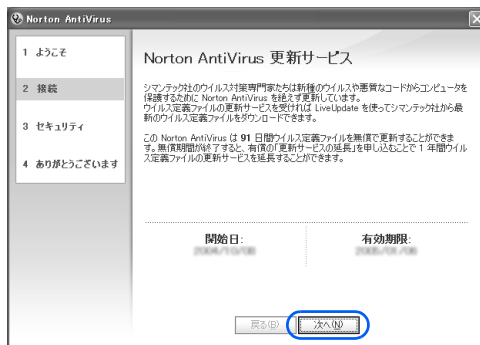 Norton AntiVirus
1 ようこそ
2 接続
3 セキュリティ
4 ありがとうございます
Norton AntiVirus 更新サービス
シマンテック社のウイルス対策専門家たちは新種のウイルスや悪質なコードからコンピュータを
保護するために Norton AntiVirus を絶えず更新しています。
ウイルス定義ファイルの更新サービスを受ければ LiveUpdate を使ってシマンテック社から最
新のウイルス定義ファイルをダウンロードできます。
この Norton AntiVirus は 91 日間ウイルス定義ファイルを無償で更新することができま
す。無償期間が終了すると、有償の「更新サービスの延長」を申し込むことで 1 年間ウイル
ス定義ファイルの更新サービスを延長することができます。
開始日:
有効期限:
戻る(B)
次へ(N)